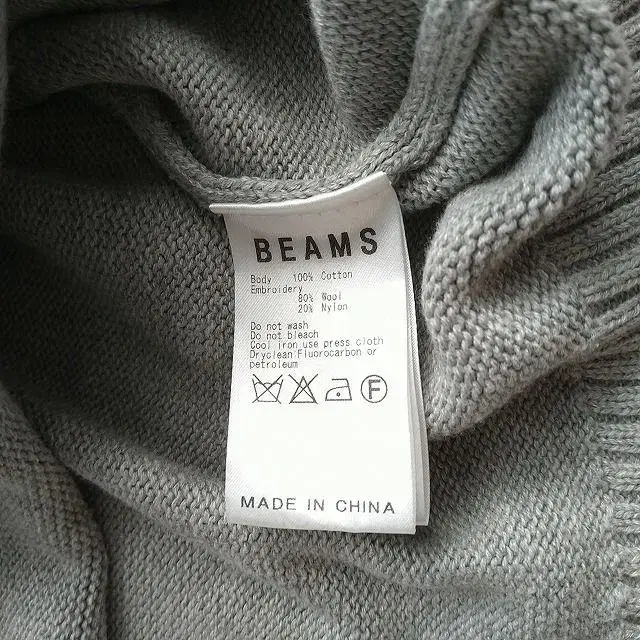 BEAMS
Body 100% Cotton
Embroidery
80% Wool
20% Nylon
Do not wash
Do not bleach
Cool iron use press cloth
Dryclean:Fluorocarbon or
petroleum
F
MADE IN CHINA